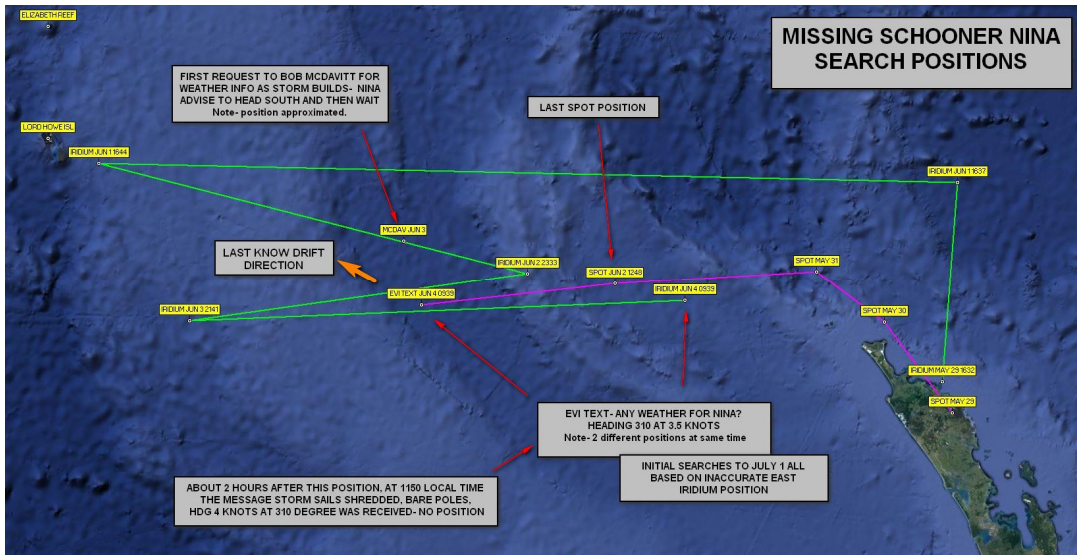 ELIZABETH REEF
MISSING SCHOONER NINA
SEARCH POSITIONS
FIRST REQUEST TO BOB MCDAVITT FOR
WEATHER INFO AS STORM BUILDS- NINA
ADVISE TO HEAD SOUTH AND THEN WAIT
Note- position approximated.
LAST SPOT POSITION
LORD HOWE ISL
IRIDIUM JUN 1 1644
IRIDIUM JUN 1 1637
MCDAV JUN 3
LAST KNOW DRIFT
DIRECTION
IRIDIUM JUN 2 2333
SPOT JUN 2 1248
SPOT MAY 31
EVI TEXT JUN 4 0939
IRIDIUM JUN 4 0939
IRIDIUM JUN 3 2141
SPOT MAY 30
IRIDIUM MAY 29 1632
SPOT MAY 29
EVI TEXT- ANY WEATHER FOR NINA?
HEADING 310 AT 3.5 KNOTS
Note- 2 different positions at same time
INITIAL SEARCHES TO JULY 1 ALL
BASED ON INACCURATE EAST
IRIDIUM POSITION
ABOUT 2 HOURS AFTER THIS POSITION, AT 1150 LOCAL TIME
THE MESSAGE STORM SAILS SHREDDED, BARE POLES,
HDG 4 KNOTS AT 310 DEGREE WAS RECEIVED- NO POSITION